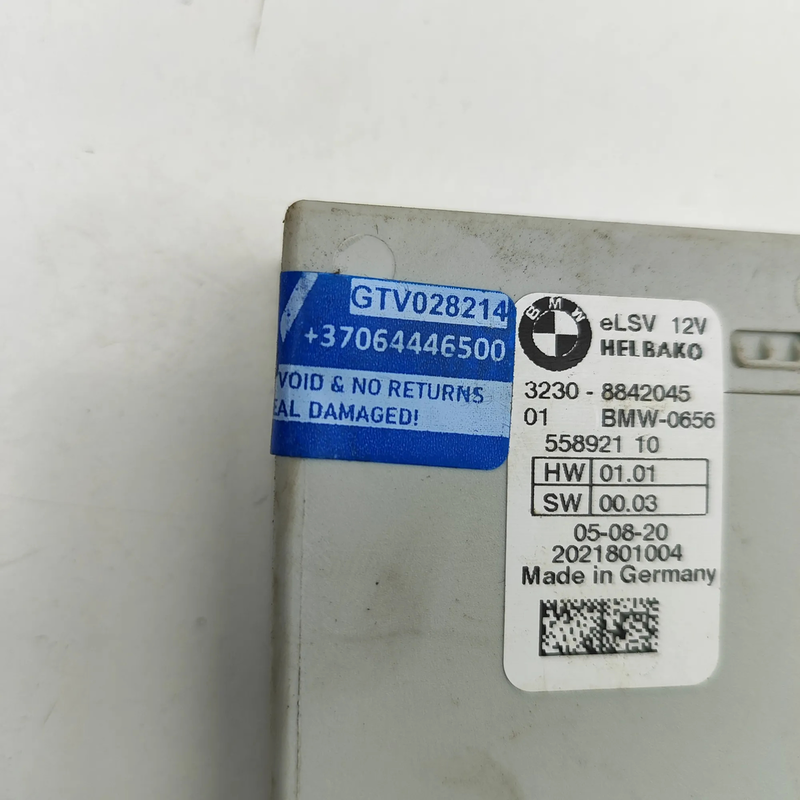 GTV028214
+37064446500
VOID & NO RETURNS
EAL DAMAGED!
BMW
eLSV 12V
HELBAKO
3230 - 8842045
01 BMW-0656
558921 10
HW 01.01
SW 00.03
05-08-20
2021801004
Made in Germany